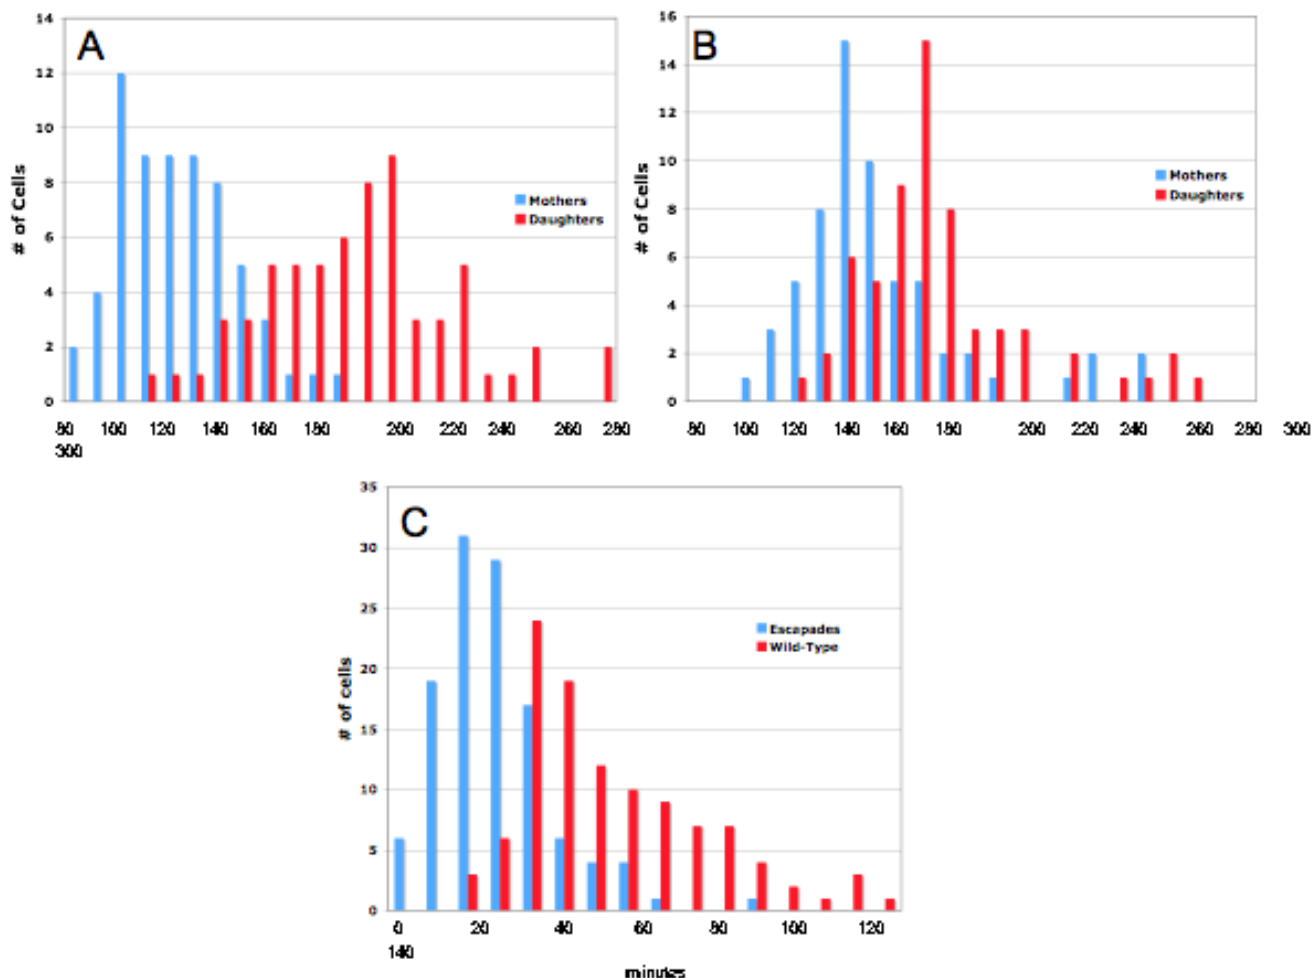 A
14
12
10
8
6
4
2
0
# of Cells
Mothers
Daughters
80 100 120 140 160 180 200 220 240 260 280
300
B
16
14
12
10
8
6
4
2
0
# of Cells
Mothers
Daughters
80 100 120 140 160 180 200 220 240 260 280 300
C
35
30
25
20
15
10
5
0
# of cells
Escapades
Wild-Type
0 20 40 60 80 100 120
140
minutes